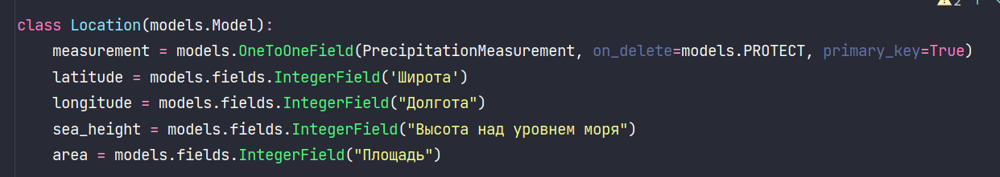 2
class Location(models.Model):
    measurement = models.OneToOneField(PrecipitationMeasurement, on_delete=models.PROTECT, primary_key=True)
    latitude = models.fields.IntegerField('Широта')
    longitude = models.fields.IntegerField("Долгота")
    sea_height = models.fields.IntegerField("Высота над уровнем моря")
    area = models.fields.IntegerField("Площадь")